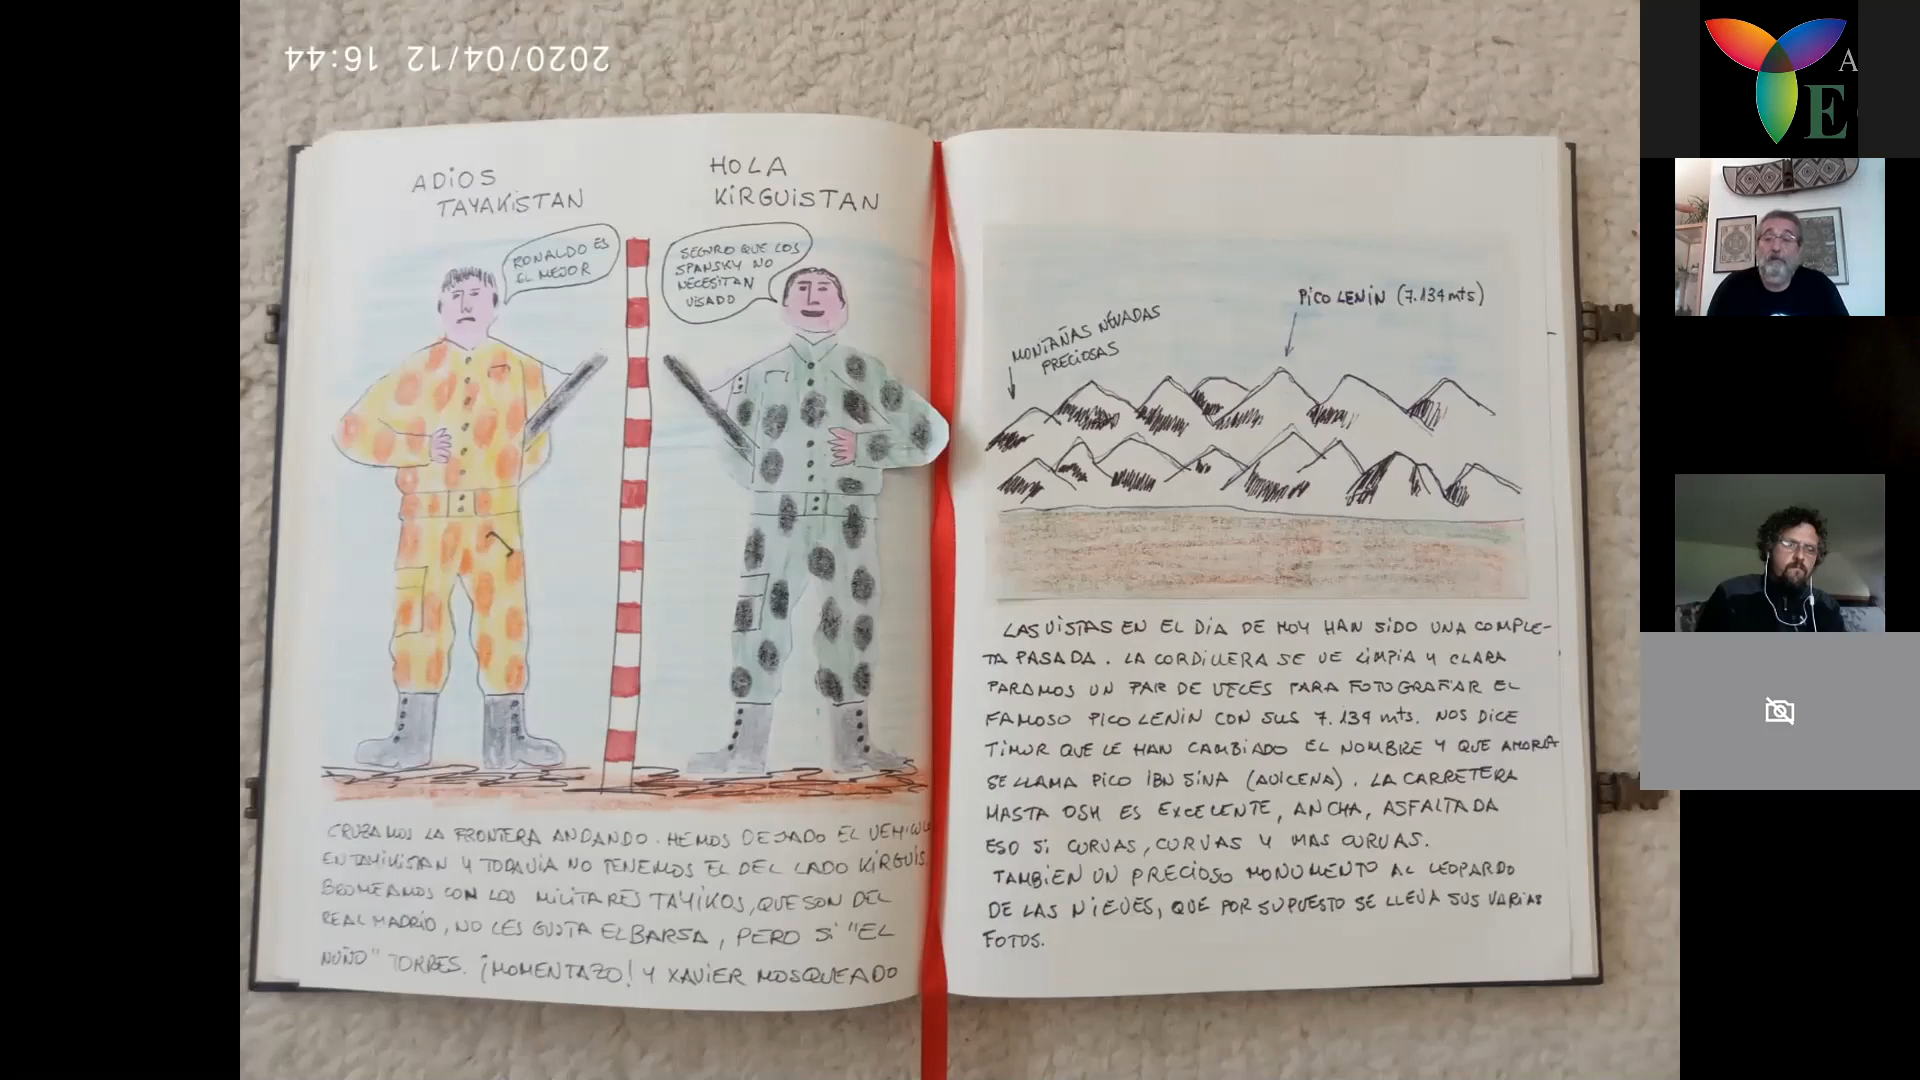 2020/04/12 16:44
ADIOS
TAYAKISTAN
HOLA
KIRGUISTAN
RONALDO ES
EL MEJOR
SEGURO QUE LOS
SPANSKY NO
NECESITAN
VISADO
CRUZAMOS LA FRONTERA ANDANDO. HEMOS DEJADO EL VEHICULO
EN TAYIKISTAN Y TODAVIA NO TENEMOS EL DEL LADO KIRGUIS.
BROMEAMOS CON LOS MILITARES TAYIKOS, QUE SON DEL
REAL MADRID, NO LES GUSTA EL BARSA, PERO SI "EL
NIÑO" TORRES. ¡MOMENTAZO! Y XAVIER MOSQUEADO
MONTAÑAS NEVADAS
PRECIOSAS
PICO LENIN (7.134 mts)
LAS VISTAS EN EL DIA DE HOY HAN SIDO UNA COMPLE-
TA PASADA. LA CORDILLERA SE VE LIMPIA Y CLARA
PARAMOS UN PAR DE VECES PARA FOTOGRAFIAR EL
FAMOSO PICO LENIN CON SUS 7.134 mts. NOS DICE
TIMUR QUE LE HAN CAMBIADO EL NOMBRE Y QUE AHORA
SE LLAMA PICO IBN SINA (AVICENA). LA CARRETERA
HASTA OSH ES EXCELENTE, ANCHA, ASFALTADA
ESO SI CURVAS, CURVAS Y MAS CURVAS.
TAMBIEN UN PRECIOSO MONUMENTO AL LEOPARDO
DE LAS NIEVES, QUE POR SUPUESTO SE LLEVA SUS VARIAS
FOTOS.
A
E